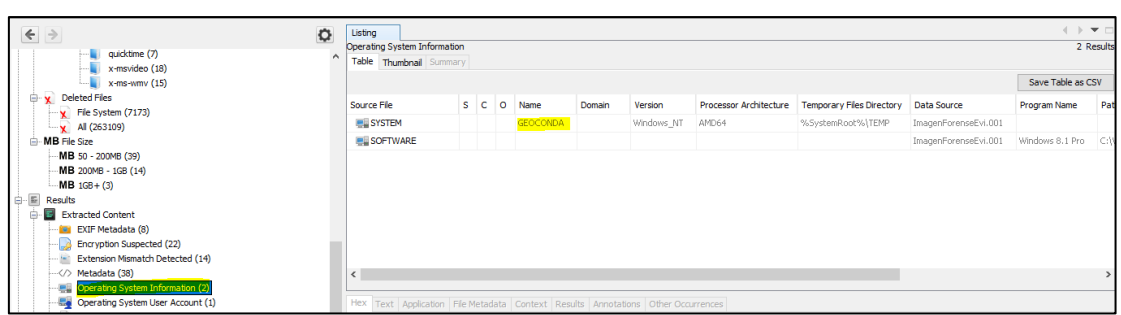 quicktime (7)
x-msvideo (18)
x-ms-wmv (15)
Deleted Files
File System (7173)
All (263109)
MB File Size
MB 50 - 200MB (39)
MB 200MB - 1GB (14)
MB 1GB+ (3)
Results
Extracted Content
EXIF Metadata (8)
Encryption Suspected (22)
Extension Mismatch Detected (14)
Metadata (38)
Operating System Information (2)
Operating System User Account (1)
Listing
Operating System Information 2 Results
Table Thumbnail Summary
Save Table as CSV
Source File S C O Name Domain Version Processor Architecture Temporary Files Directory Data Source Program Name Pat
SYSTEM GEOCONDA Windows_NT AMD64 %SystemRoot%\TEMP ImagenForenseEvi.001
SOFTWARE ImagenForenseEvi.001 Windows 8.1 Pro C:\
Hex Text Application File Metadata Context Results Annotations Other Occurrences